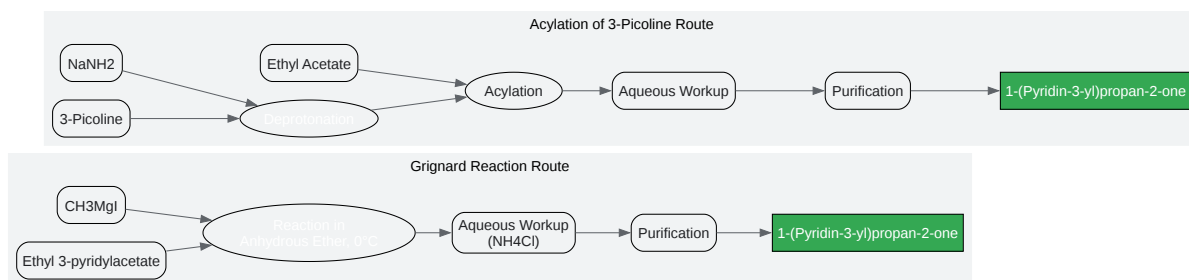 Acylation of 3-Picoline Route
NaNH2
Ethyl Acetate
3-Picoline
Deprotonation
Acylation
Aqueous Workup
Purification
1-(Pyridin-3-yl)propan-2-one
Grignard Reaction Route
CH3MgI
Ethyl 3-pyridylacetate
Reaction in
Anhydrous Ether, 0°C
Aqueous Workup
(NH4Cl)
Purification
1-(Pyridin-3-yl)propan-2-one